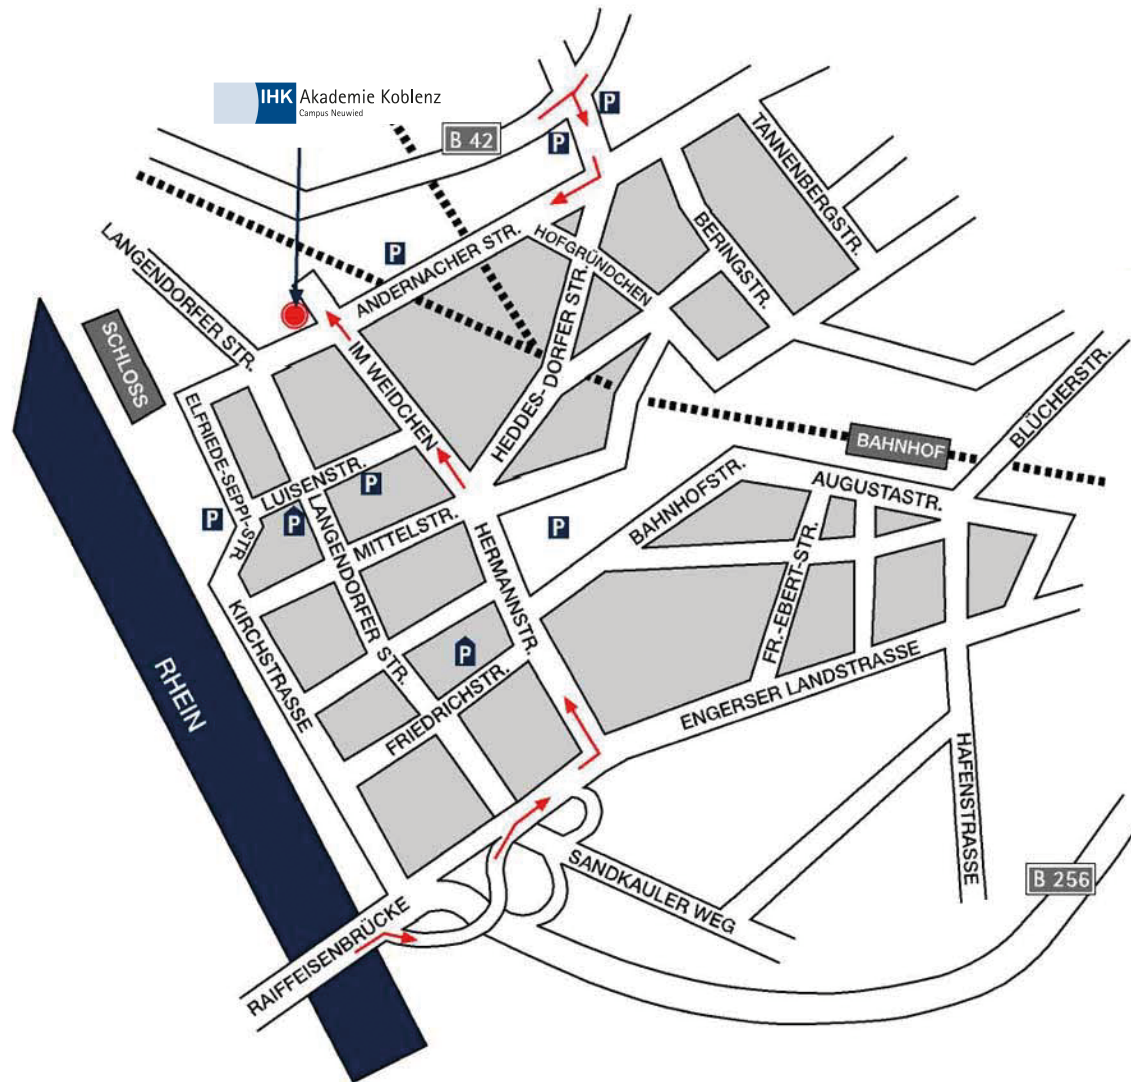 IHK Akademie Koblenz
Campus Neuwied
B 42
P
P
TANNENBERGSTR.
LANGENDORFER STR.
P
ANDERNACHER STR.
HOFGRÜNDCHEN
BERINGSTR.
SCHLOSS
IM WEIDCHEN
HEDDES- DORFER STR.
BLÜCHERSTR.
ELFRIEDE-SEPPI-STR
BAHNHOF
LUISENSTR.
P
BAHNHOFSTR.
AUGUSTASTR.
P
P
LANGENDORFER STR.
MITTELSTR.
HERMANNSTR.
P
FR.-EBERT-STR.
KIRCHSTRASSE
P
RHEIN
FRIEDRICHSTR.
ENGERSER LANDSTRASSE
HAFENSTRASSE
SANDKAULER WEG
B 256
RAIFFEISENBRÜCKE